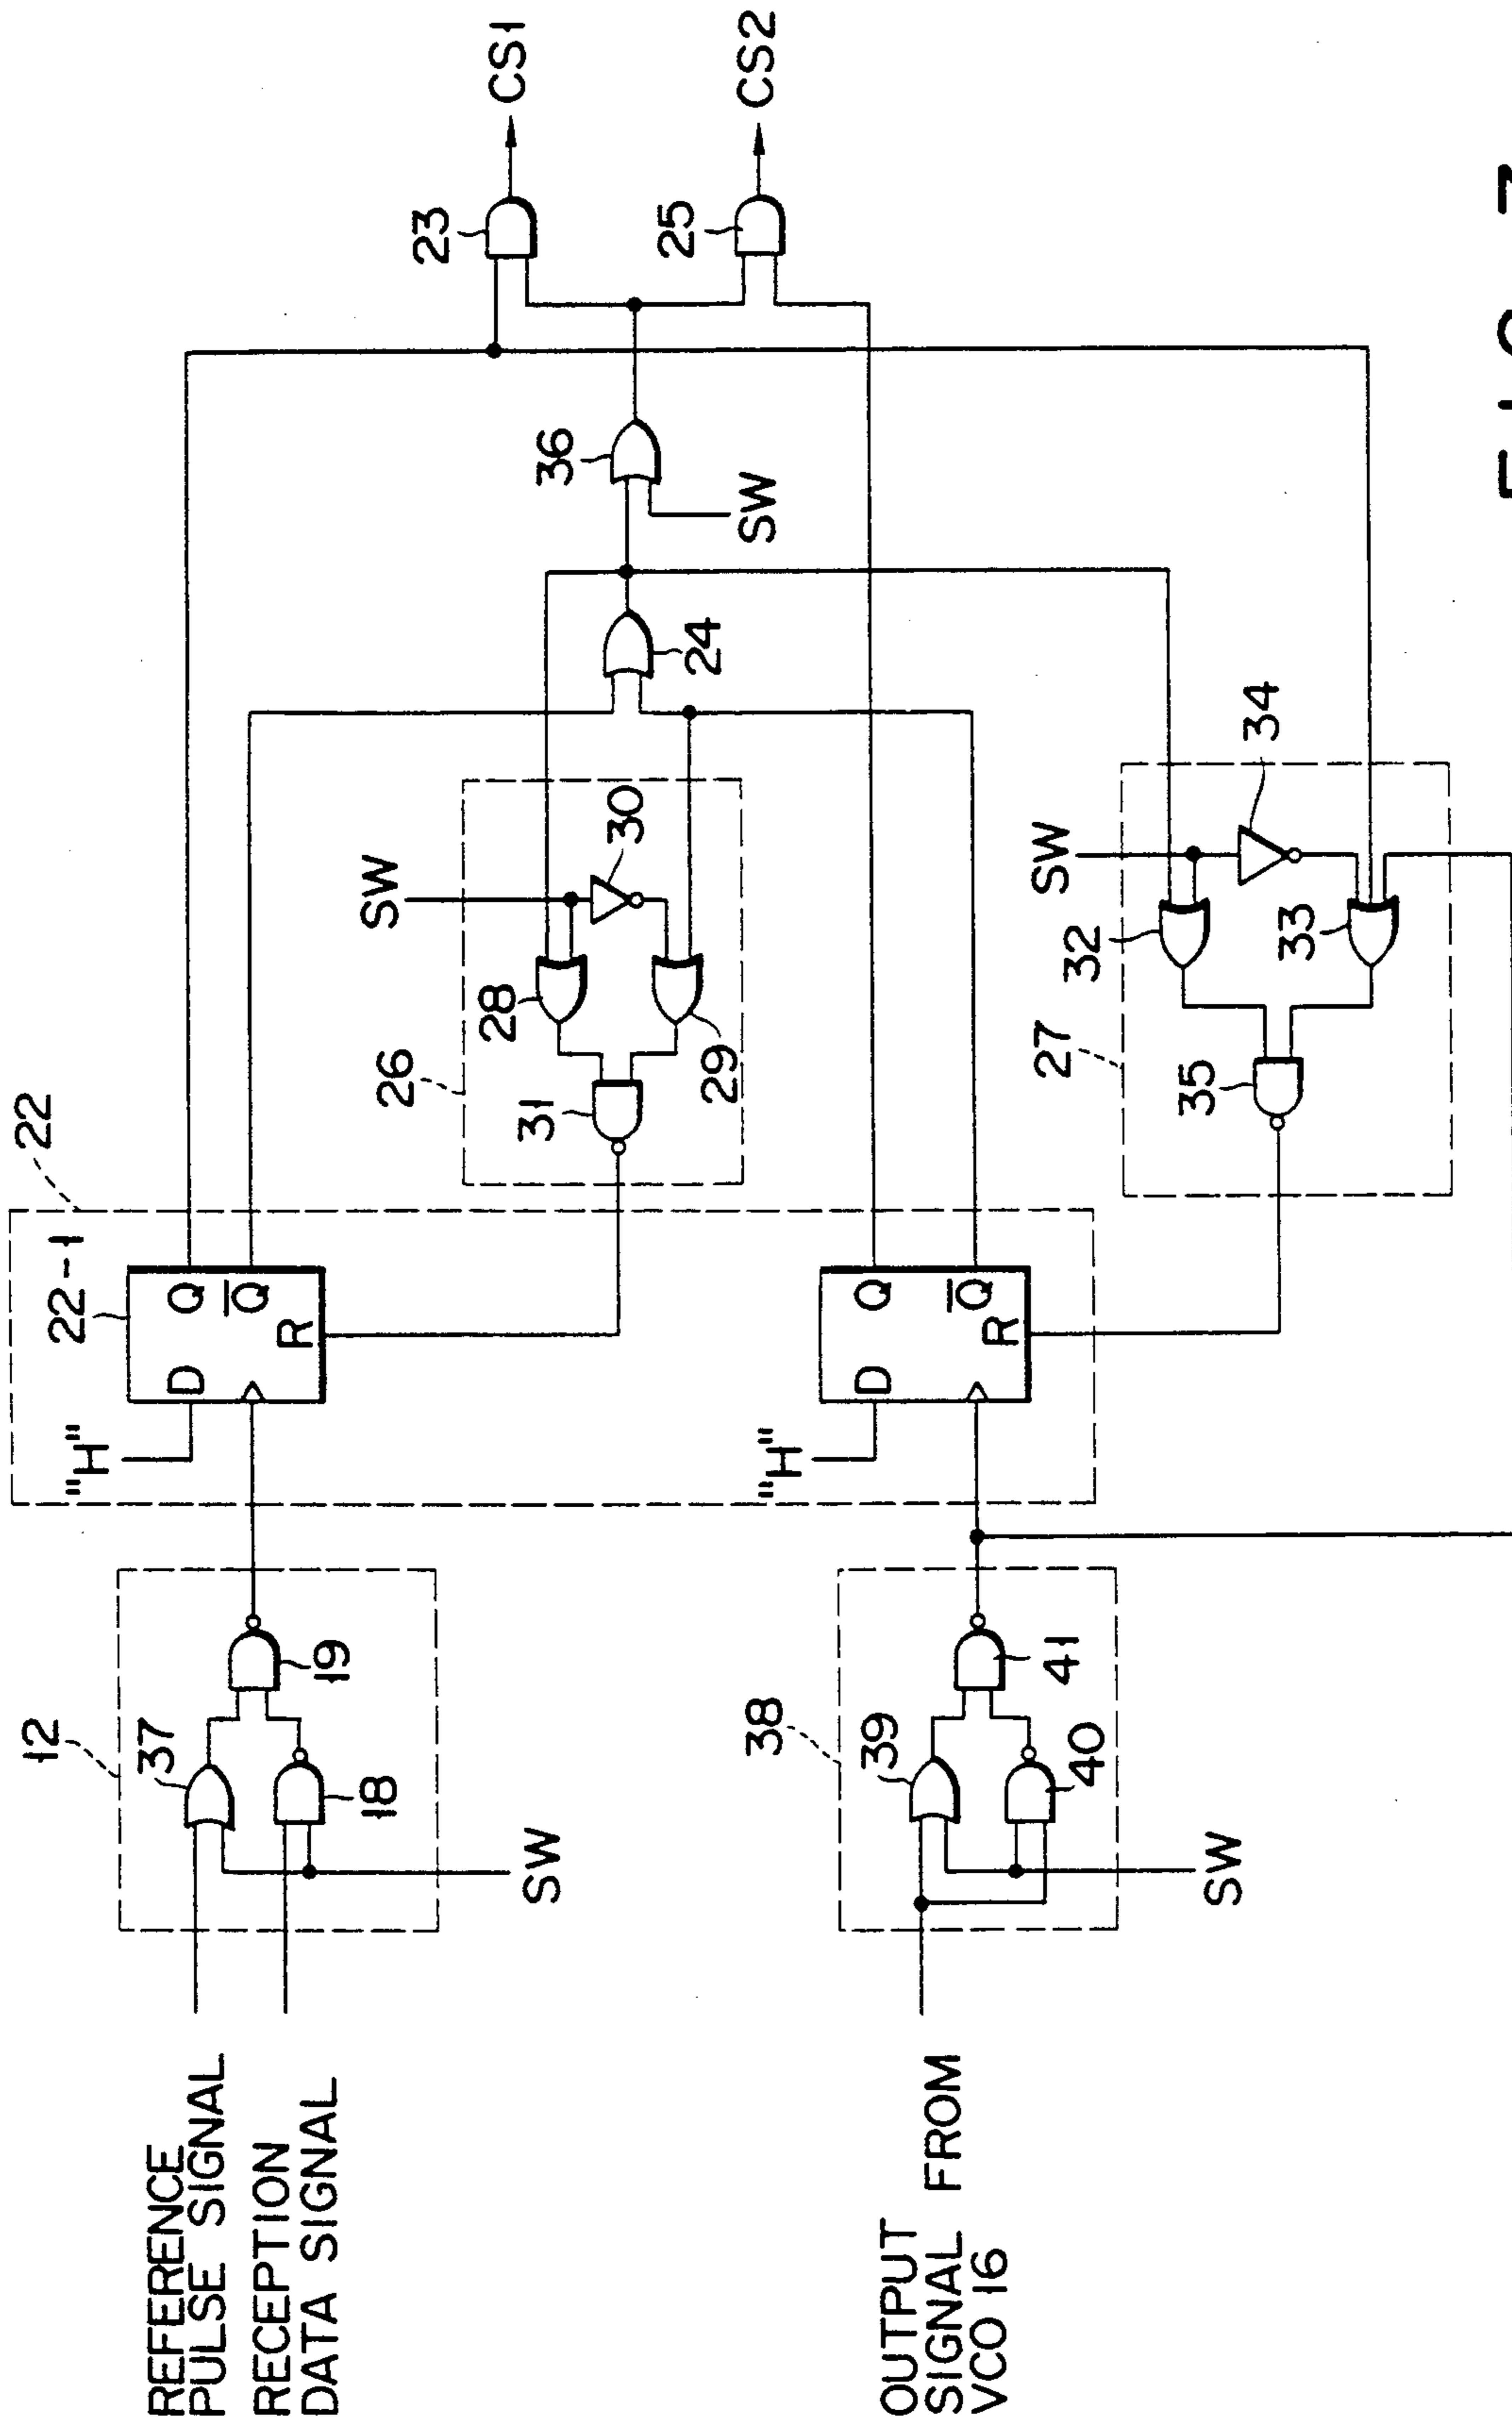 REFERENCE
PULSE SIGNAL
RECEPTION
DATA SIGNAL
12
37
18
19
SW
"H"
22
22-1
D
Q
Q̅
R
26
SW
28
29
30
31
24
36
SW
23
CS1
25
CS2
OUTPUT
SIGNAL FROM
VCO 16
38
39
40
41
SW
"H"
D
Q
Q̅
R
27
SW
32
33
34
35